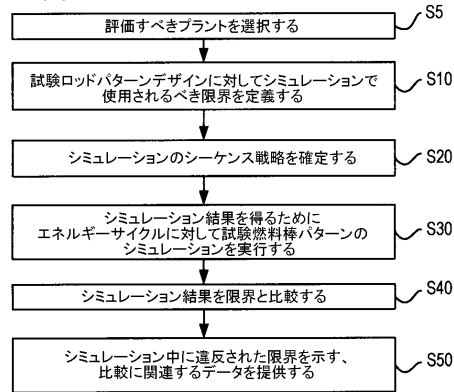 評価すべきプラントを選択する
S5
試験ロッドパターンデザインに対してシミュレーションで
使用されるべき限界を定義する
S10
シミュレーションのシーケンス戦略を確定する
S20
シミュレーション結果を得るために
エネルギーサイクルに対して試験燃料棒パターンの
シミュレーションを実行する
S30
シミュレーション結果を限界と比較する
S40
シミュレーション中に違反された限界を示す、
比較に関連するデータを提供する
S50